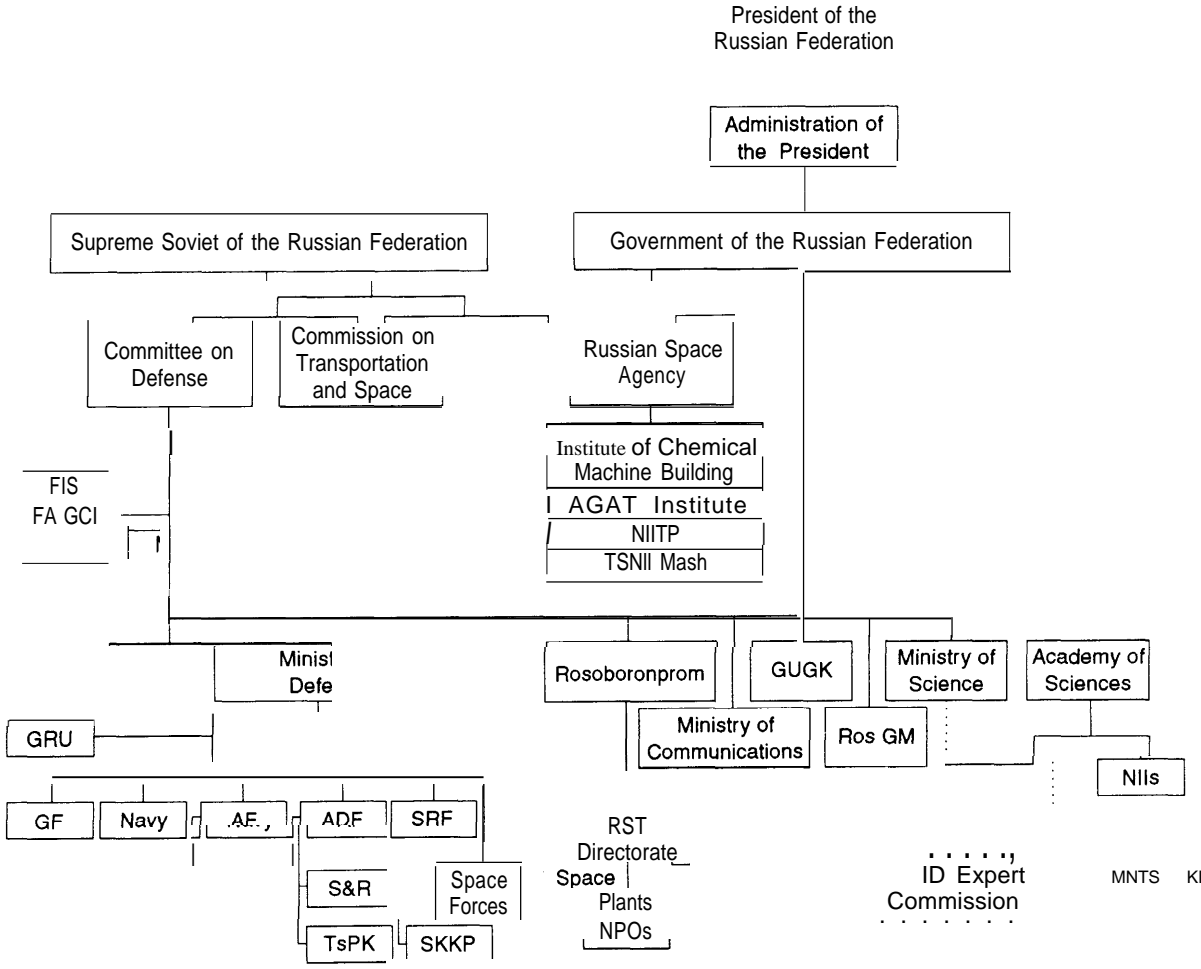 President of the
Russian Federation
Administration of
the President
Supreme Soviet of the Russian Federation
Government of the Russian Federation
Committee on
Defense
Commission on
Transportation
and Space
Russian Space
Agency
Institute of Chemical
Machine Building
AGAT Institute
NIITP
TSNII Mash
FIS
FA GCI
Minist
Defe
Rosoboronprom
GUGK
Ministry of
Science
Academy of
Sciences
Ministry of
Communications
Ros GM
NIIs
GRU
GF
Navy
AF
ADF
SRF
S&R
Space
Forces
TsPK
SKKP
RST
Directorate
Space
Plants
NPOs
ID Expert
Commission
MNTS